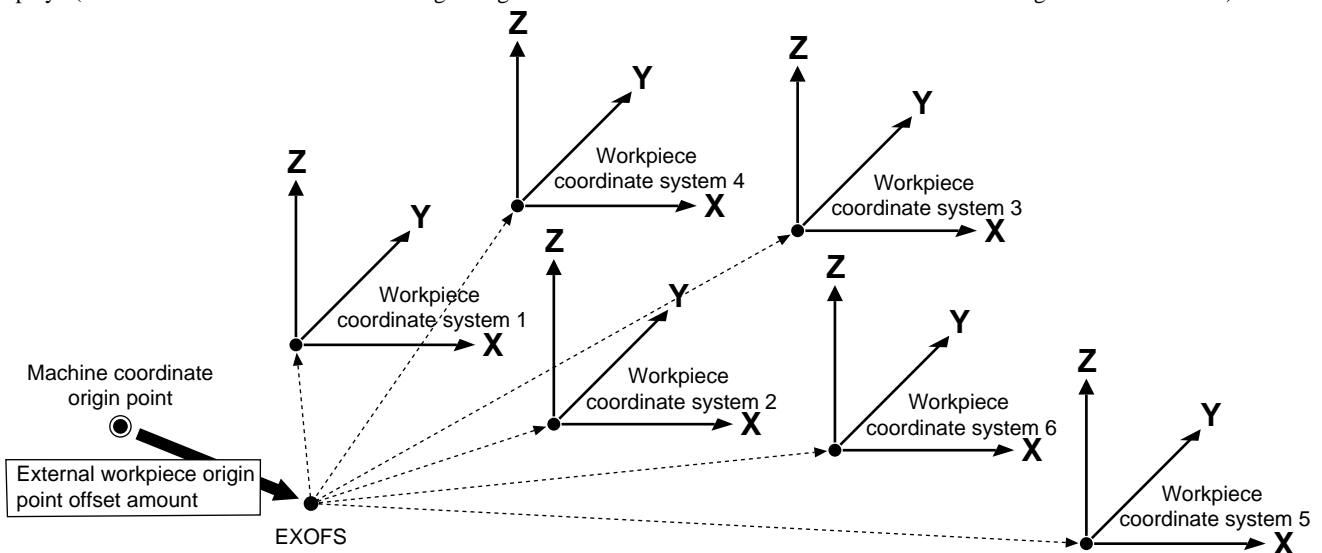 Z
Y
Workpiece
coordinate system 4
X
Z
Y
Workpiece
coordinate system 3
X
Z
Y
Workpiece
coordinate system 1
X
Z
Y
Workpiece
coordinate system 2
X
Z
Y
Workpiece
coordinate system 6
X
Z
Y
Workpiece
coordinate system 5
X
Machine coordinate
origin point
External workpiece origin
point offset amount
EXOFS